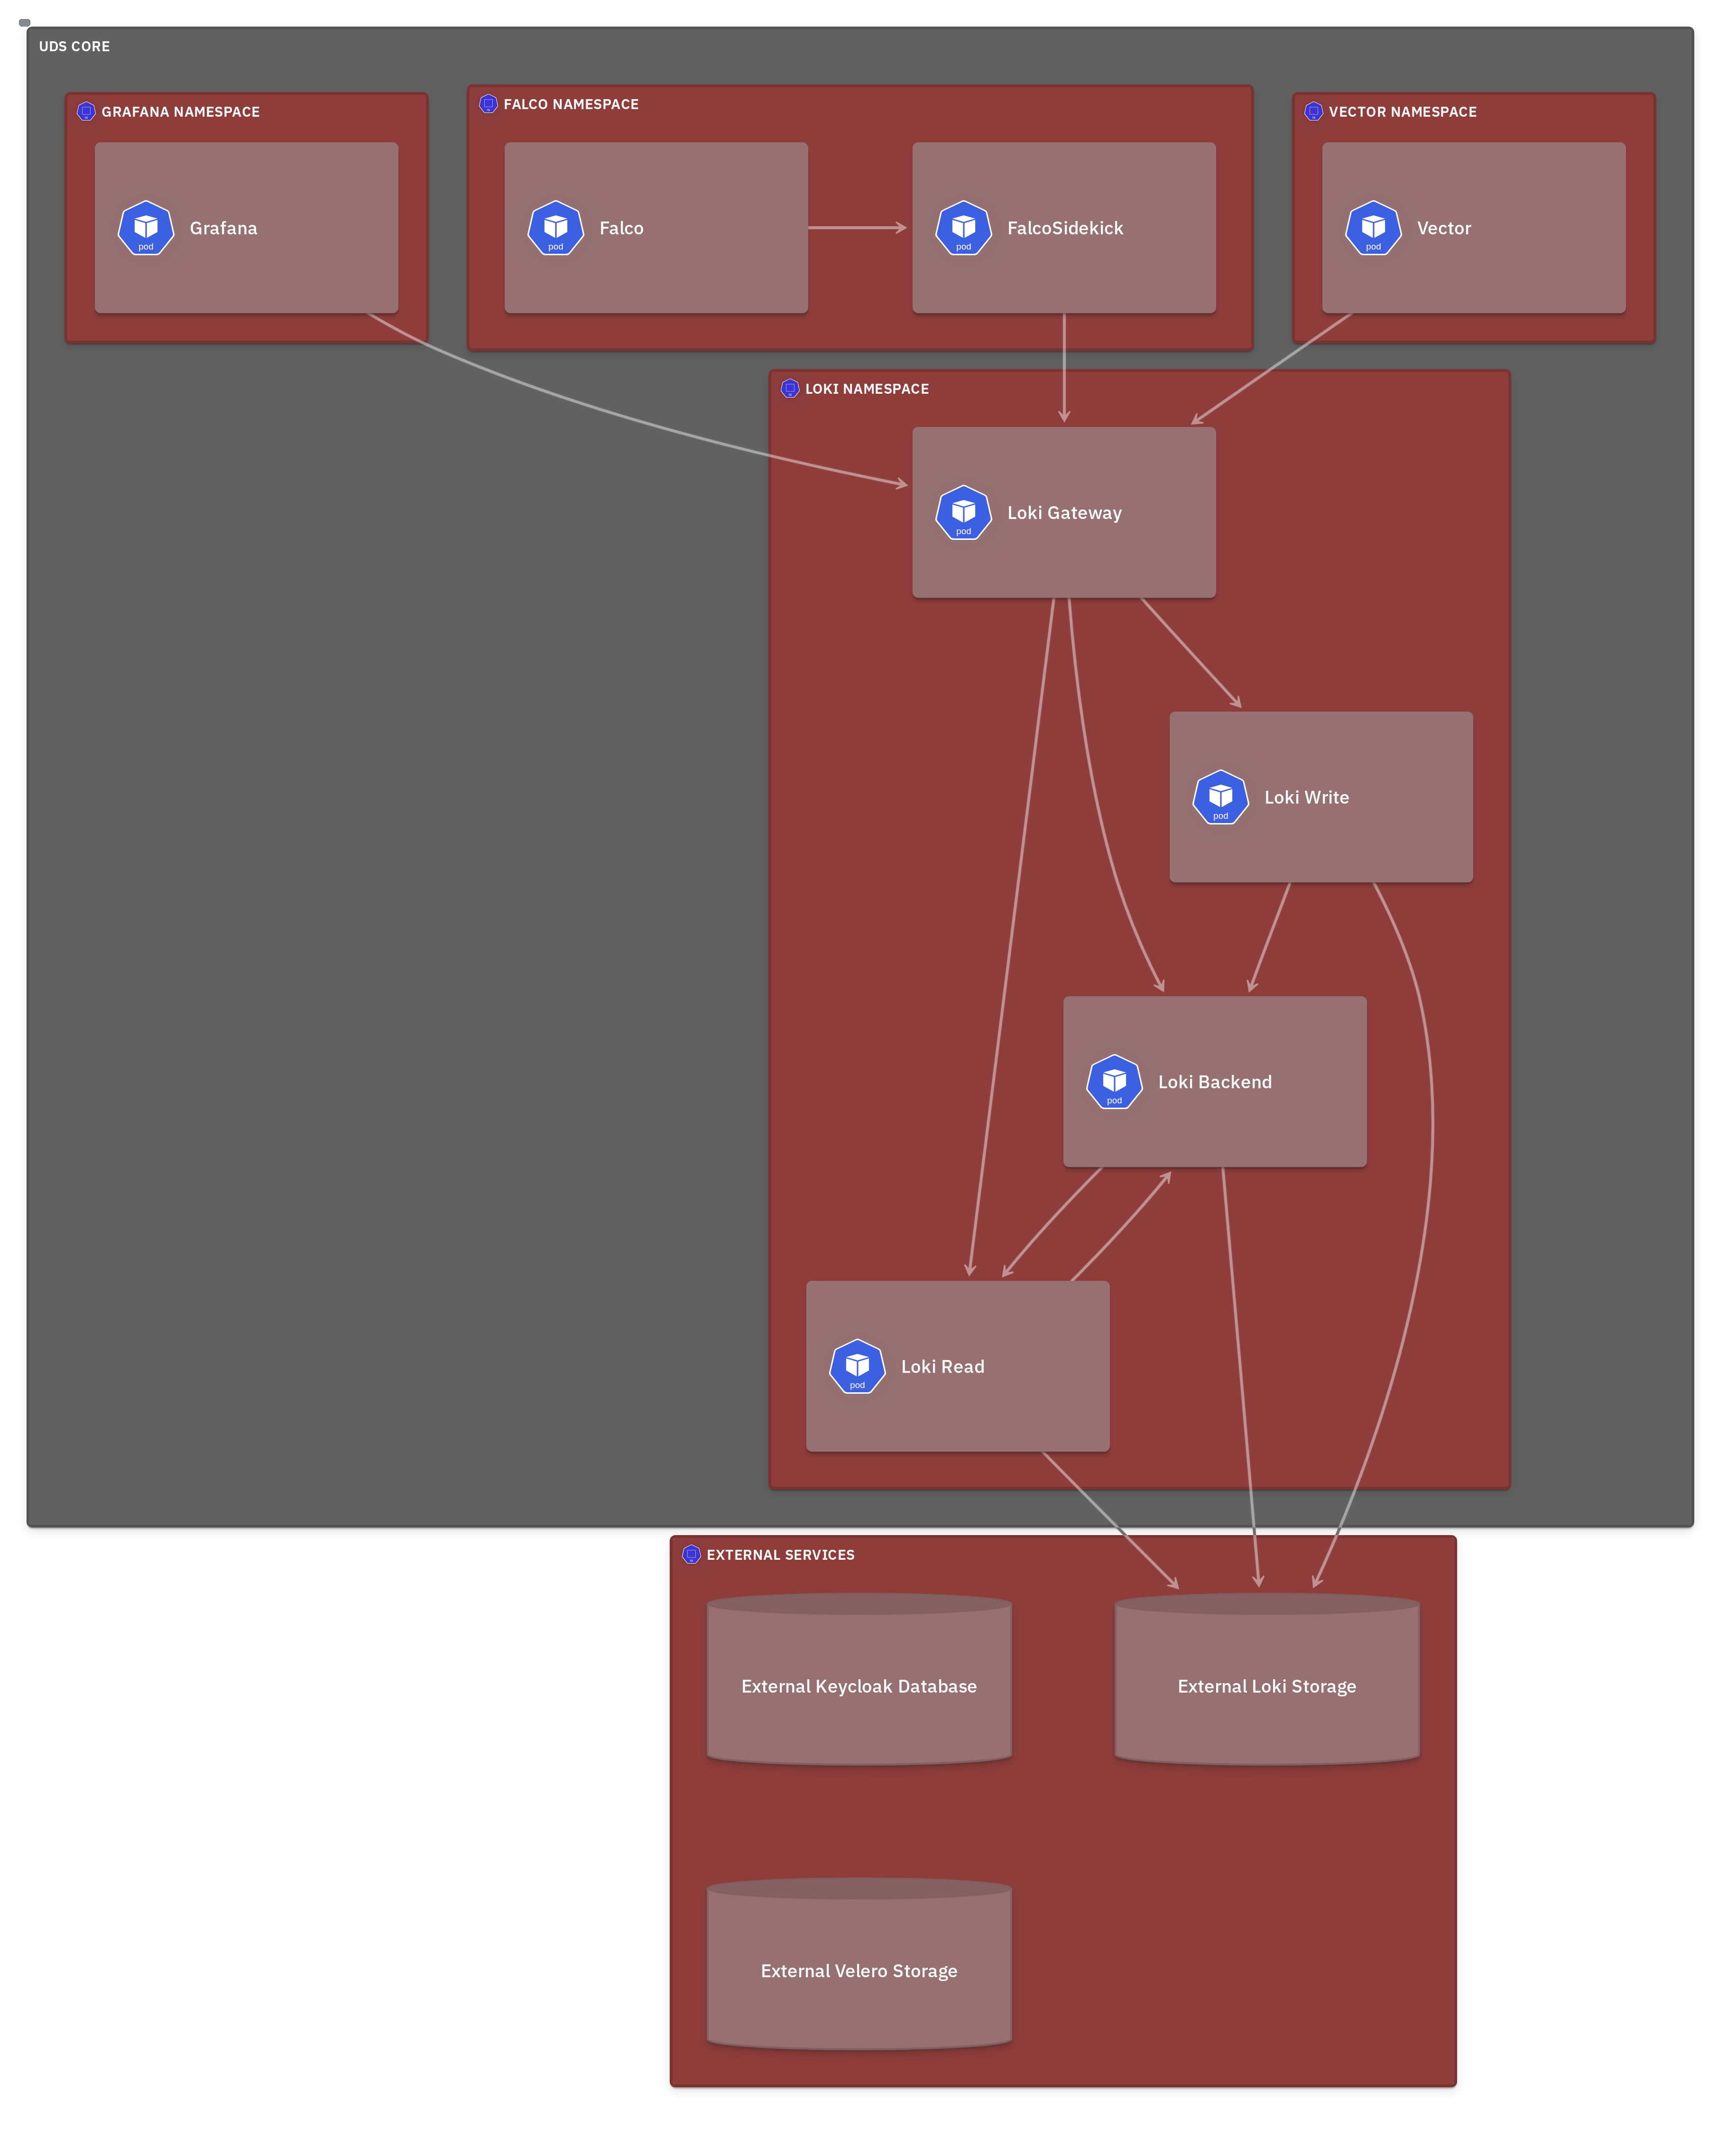 UDS CORE
GRAFANA NAMESPACE
pod
Grafana
FALCO NAMESPACE
pod
Falco
pod
FalcoSidekick
VECTOR NAMESPACE
pod
Vector
LOKI NAMESPACE
pod
Loki Gateway
pod
Loki Write
pod
Loki Backend
pod
Loki Read
EXTERNAL SERVICES
External Keycloak Database
External Loki Storage
External Velero Storage